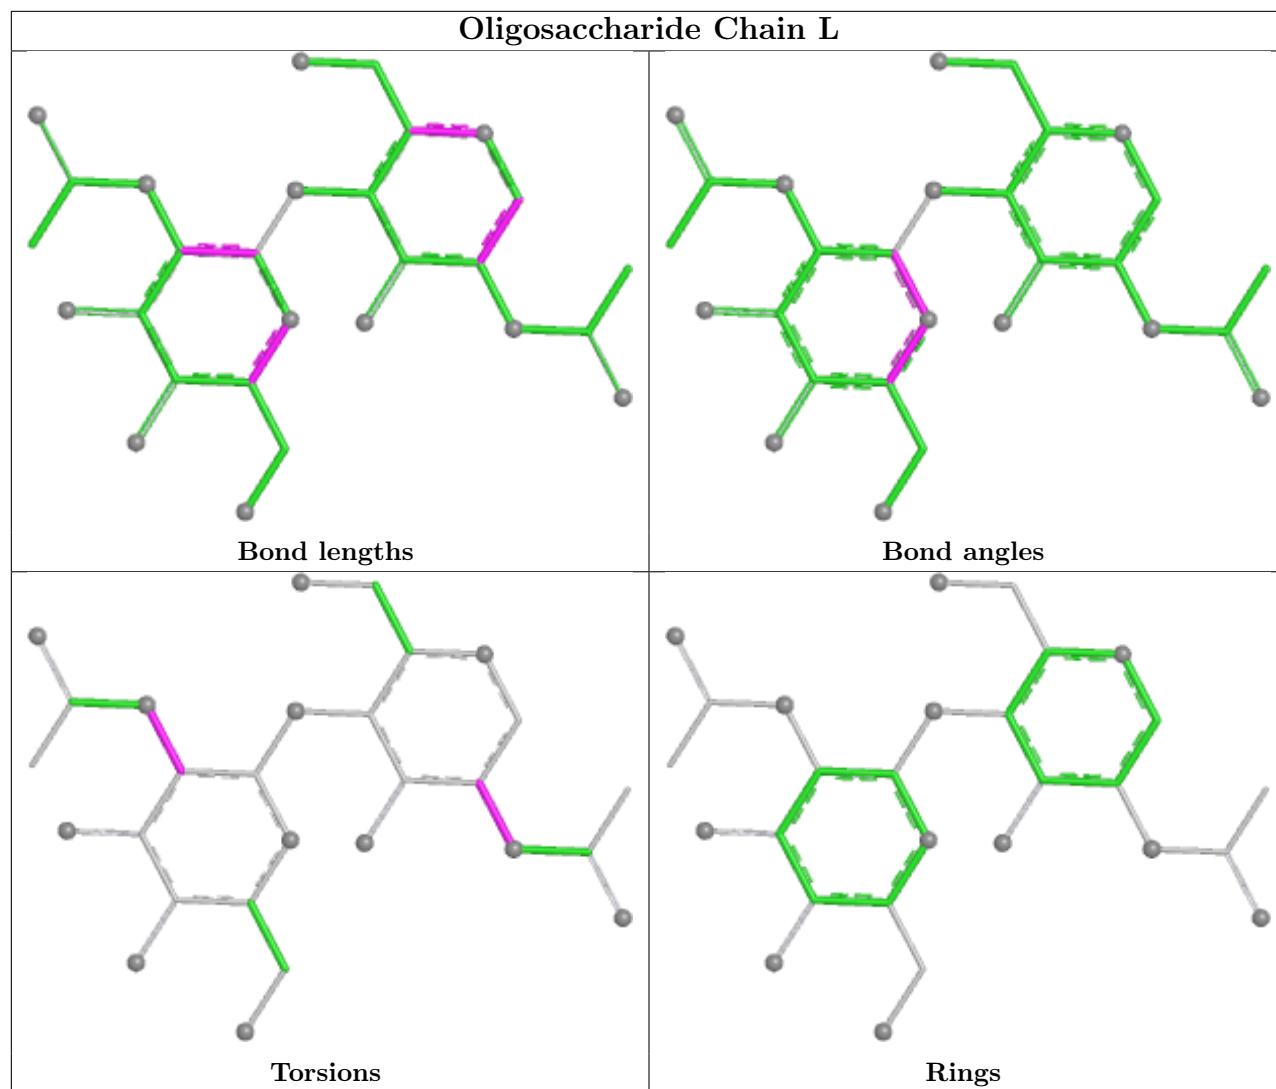 Oligosaccharide Chain L
Bond lengths
Bond angles
Torsions
Rings